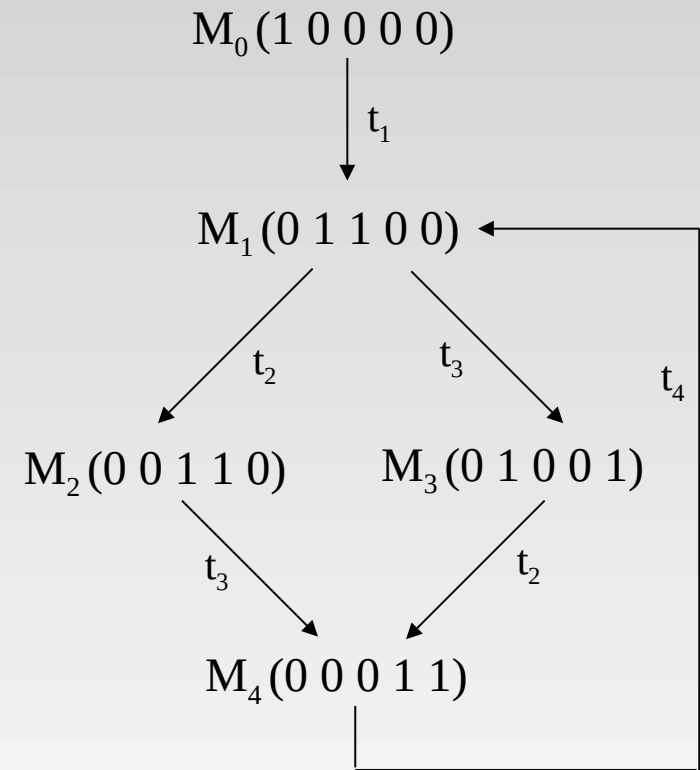 M₀ (1 0 0 0 0)
t₁
M₁ (0 1 1 0 0)
t₂
t₃
t₄
M₂ (0 0 1 1 0)
M₃ (0 1 0 0 1)
t₃
t₂
M₄ (0 0 0 1 1)